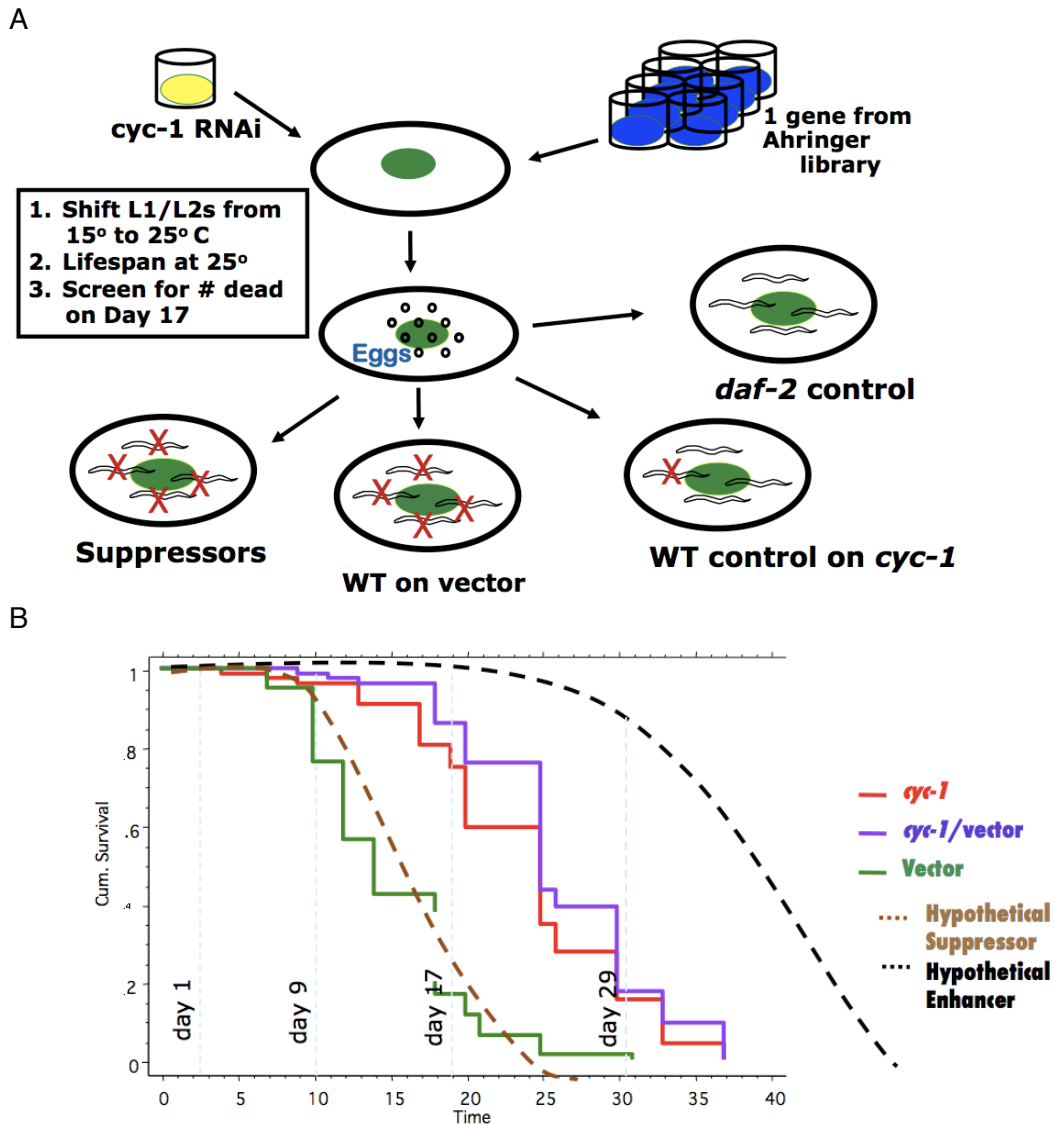 A
cyc-1 RNAi
1 gene from
Ahringer
library
1. Shift L1/L2s from
15º to 25º C
2. Lifespan at 25º
3. Screen for # dead
on Day 17
Eggs
daf-2 control
Suppressors
WT on vector
WT control on cyc-1
B
1
.8
.6
.4
.2
0
Cum. Survival
day 1
day 9
day 17
day 29
0
5
10
15
20
25
30
35
40
Time
cyc-1
cyc-1/vector
Vector
Hypothetical
Suppressor
Hypothetical
Enhancer